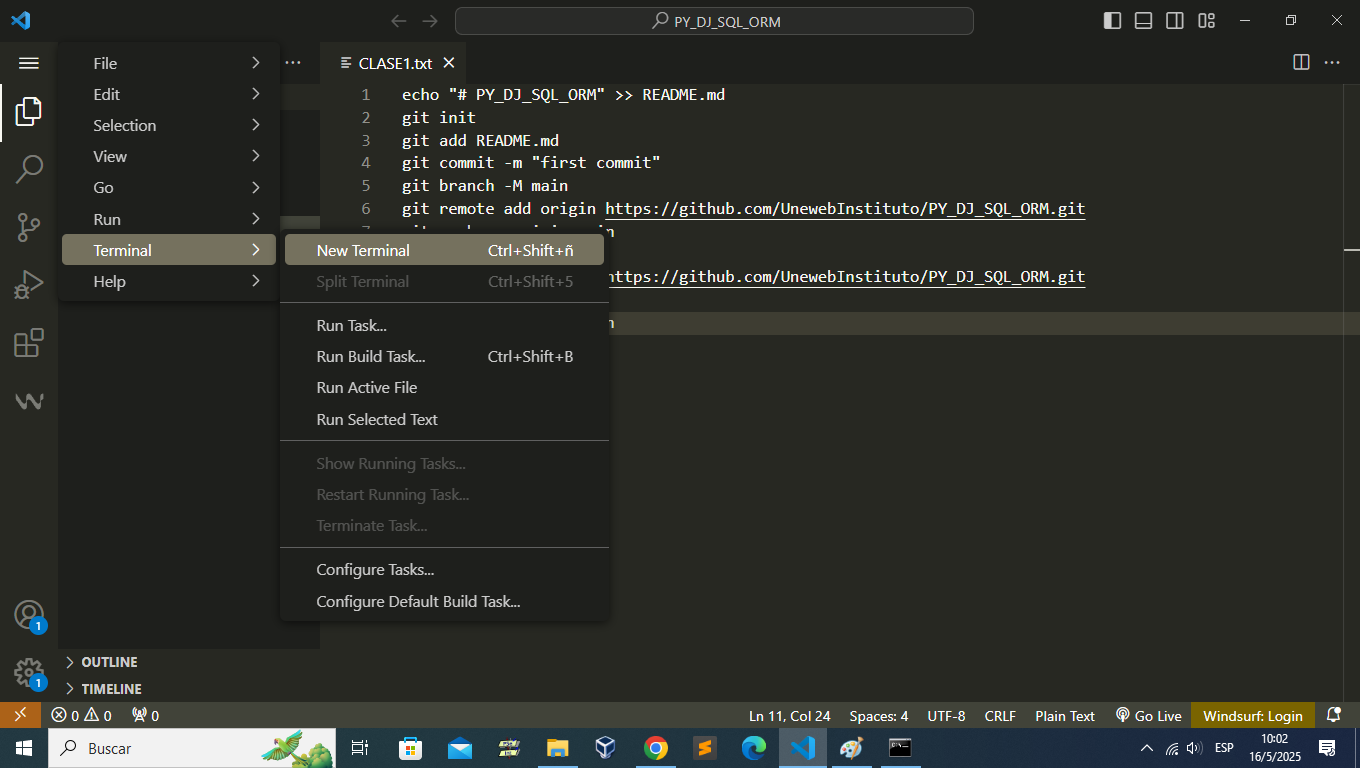 PY_DJ_SQL_ORM
File
Edit
Selection
View
Go
Run
Terminal
Help
CLASE1.txt
1 echo "# PY_DJ_SQL_ORM" >> README.md
2 git init
3 git add README.md
4 git commit -m "first commit"
5 git branch -M main
6 git remote add origin https://github.com/UnewebInstituto/PY_DJ_SQL_ORM.git
https://github.com/UnewebInstituto/PY_DJ_SQL_ORM.git
New Terminal Ctrl+Shift+ñ
Split Terminal Ctrl+Shift+5
Run Task...
Run Build Task... Ctrl+Shift+B
Run Active File
Run Selected Text
Show Running Tasks...
Restart Running Task...
Terminate Task...
Configure Tasks...
Configure Default Build Task...
1
1
OUTLINE
TIMELINE
0 0 0 Ln 11, Col 24 Spaces: 4 UTF-8 CRLF Plain Text Go Live Windsurf: Login
Buscar
ESP
10:02
16/5/2025